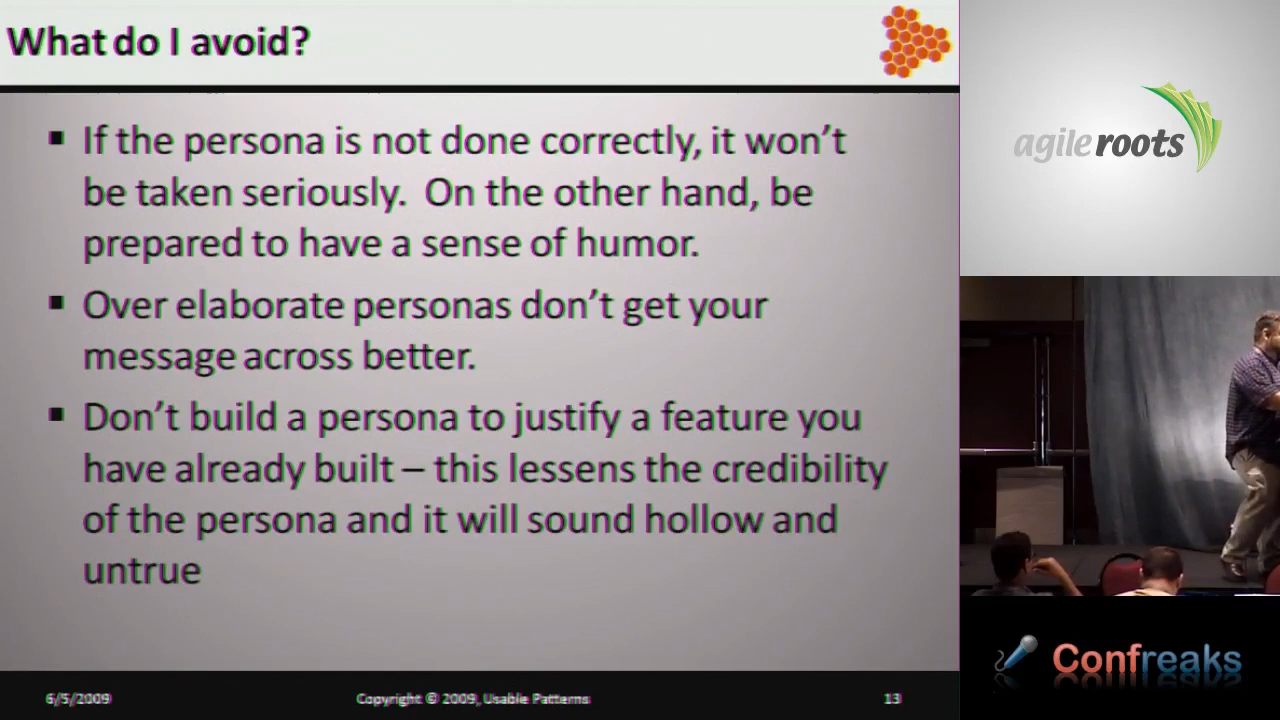 What do I avoid?
▪ If the persona is not done correctly, it won't
be taken seriously.  On the other hand, be
prepared to have a sense of humor.
▪ Over elaborate personas don't get your
message across better.
▪ Don't build a persona to justify a feature you
have already built – this lessens the credibility
of the persona and it will sound hollow and
untrue
6/5/2009
Copyright © 2009, Usable Patterns
13
agile roots
Confreaks